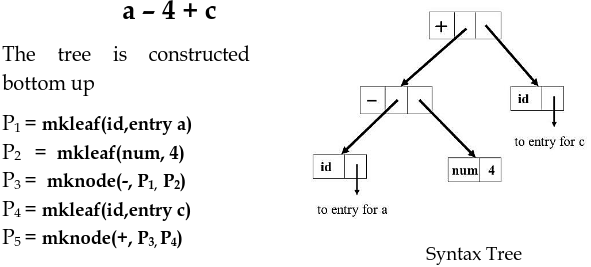 a – 4 + c
The tree is constructed
bottom up
P1 = mkleaf(id,entry a)
P2 = mkleaf(num, 4)
P3 = mknode(-, P1, P2)
P4 = mkleaf(id,entry c)
P5 = mknode(+, P3, P4)
+
−
id
to entry for c
id
num 4
to entry for a
Syntax Tree